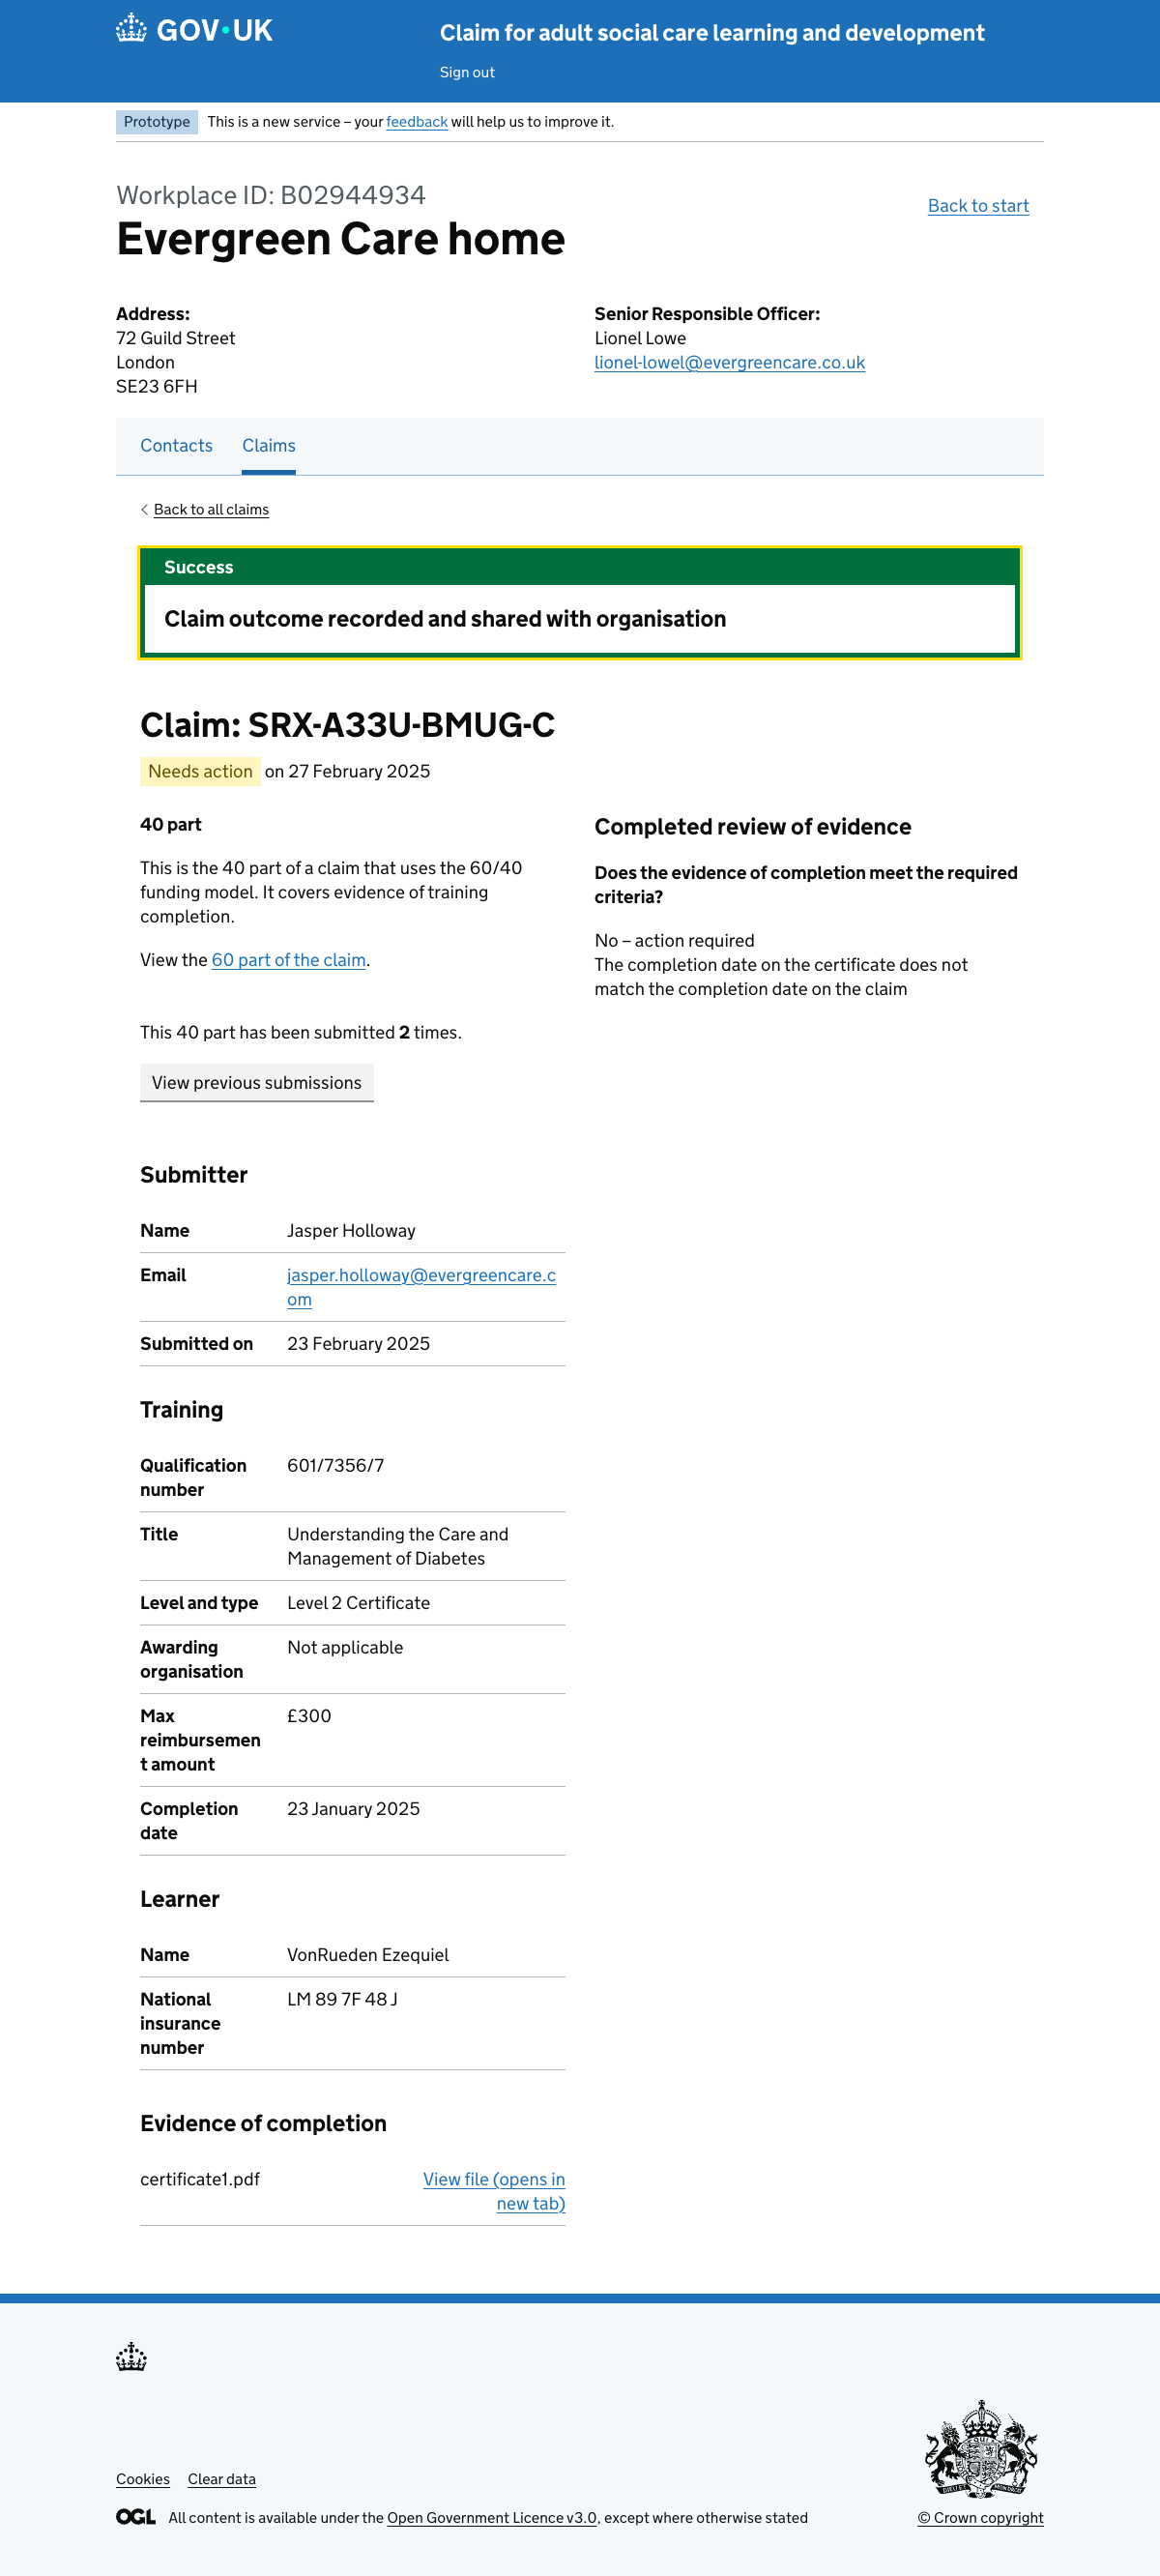 GOV·UK
Claim for adult social care learning and development
Sign out
Prototype This is a new service – your feedback will help us to improve it.
Workplace ID: B02944934
Evergreen Care home
Back to start
Address:
72 Guild Street
London
SE23 6FH
Senior Responsible Officer:
Lionel Lowe
lionel-lowel@evergreencare.co.uk
Contacts Claims
Back to all claims
Success
Claim outcome recorded and shared with organisation
Claim: SRX-A33U-BMUG-C
Needs action on 27 February 2025
40 part
This is the 40 part of a claim that uses the 60/40
funding model. It covers evidence of training
completion.
View the 60 part of the claim.
This 40 part has been submitted 2 times.
View previous submissions
Completed review of evidence
Does the evidence of completion meet the required
criteria?
No – action required
The completion date on the certificate does not
match the completion date on the claim
Submitter
Name Jasper Holloway
Email jasper.holloway@evergreencare.c
om
Submitted on 23 February 2025
Training
Qualification 601/7356/7
number
Title Understanding the Care and
Management of Diabetes
Level and type Level 2 Certificate
Awarding Not applicable
organisation
Max £300
reimbursemen
t amount
Completion 23 January 2025
date
Learner
Name VonRueden Ezequiel
National LM 89 7F 48 J
insurance
number
Evidence of completion
certificate1.pdf View file (opens in
new tab)
Cookies Clear data
OGL All content is available under the Open Government Licence v3.0, except where otherwise stated
© Crown copyright